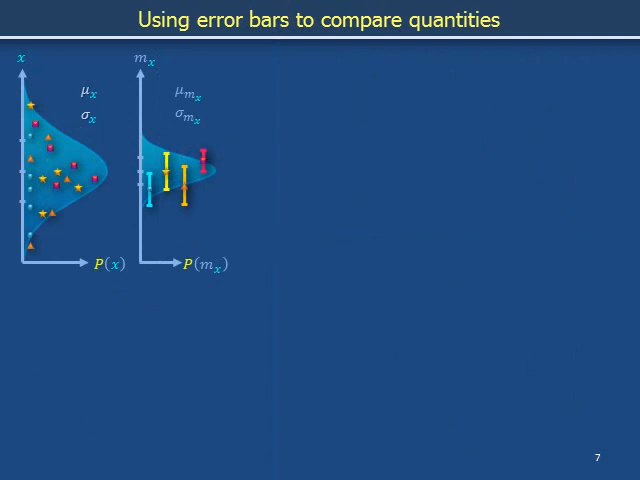 Using error bars to compare quantities
x
μₓ
σₓ
P(x)
mₓ
μₘₓ
σₘₓ
P(mₓ)
7